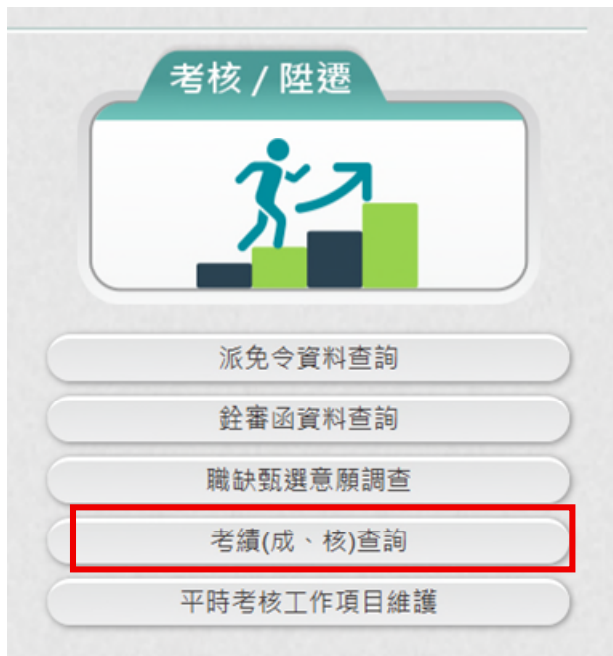 考核 / 陞遷
派免令資料查詢
銓審函資料查詢
職缺甄選意願調查
考績(成、核)查詢
平時考核工作項目維護